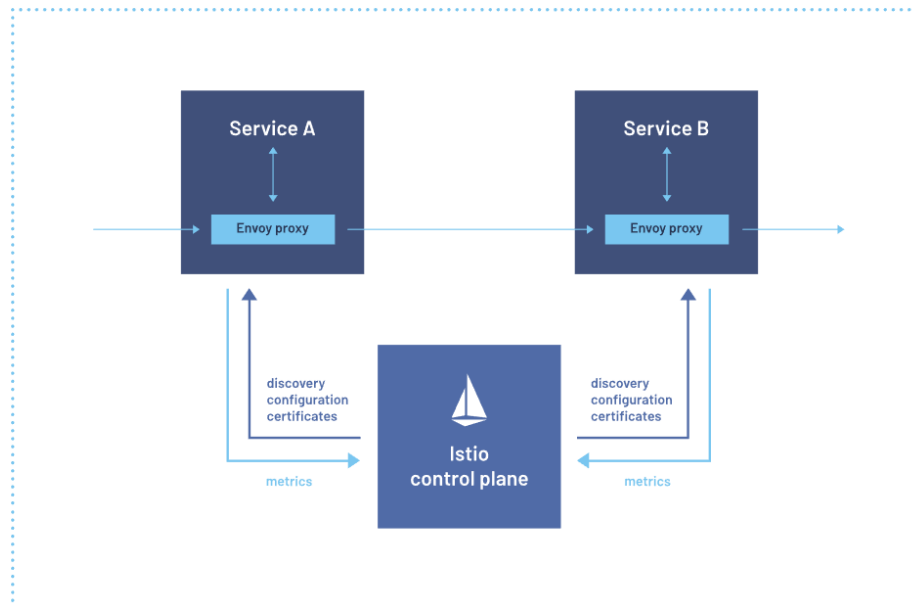 Service A
Service B
Envoy proxy
Envoy proxy
discovery
configuration
certificates
discovery
configuration
certificates
Istio
control plane
metrics
metrics